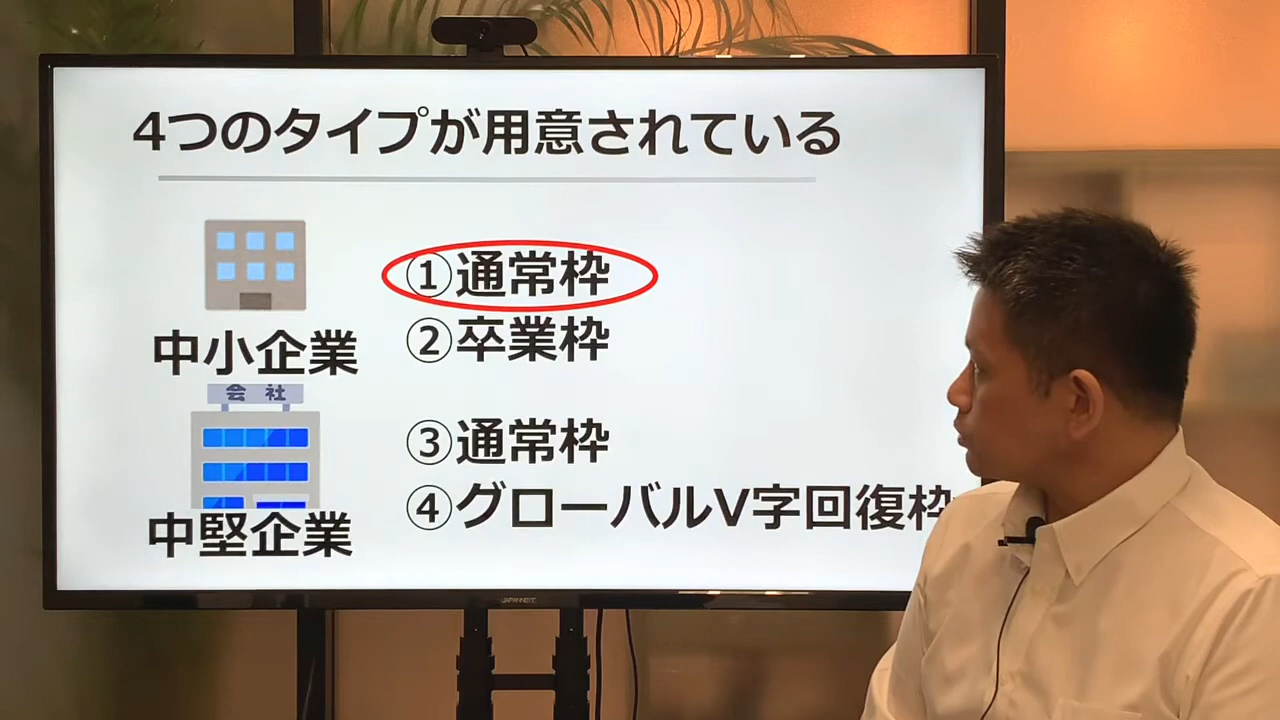 4つのタイプが用意されている
①通常枠
②卒業枠
中小企業
会社
③通常枠
④グローバルV字回復枠
中堅企業
JAPANNEXT